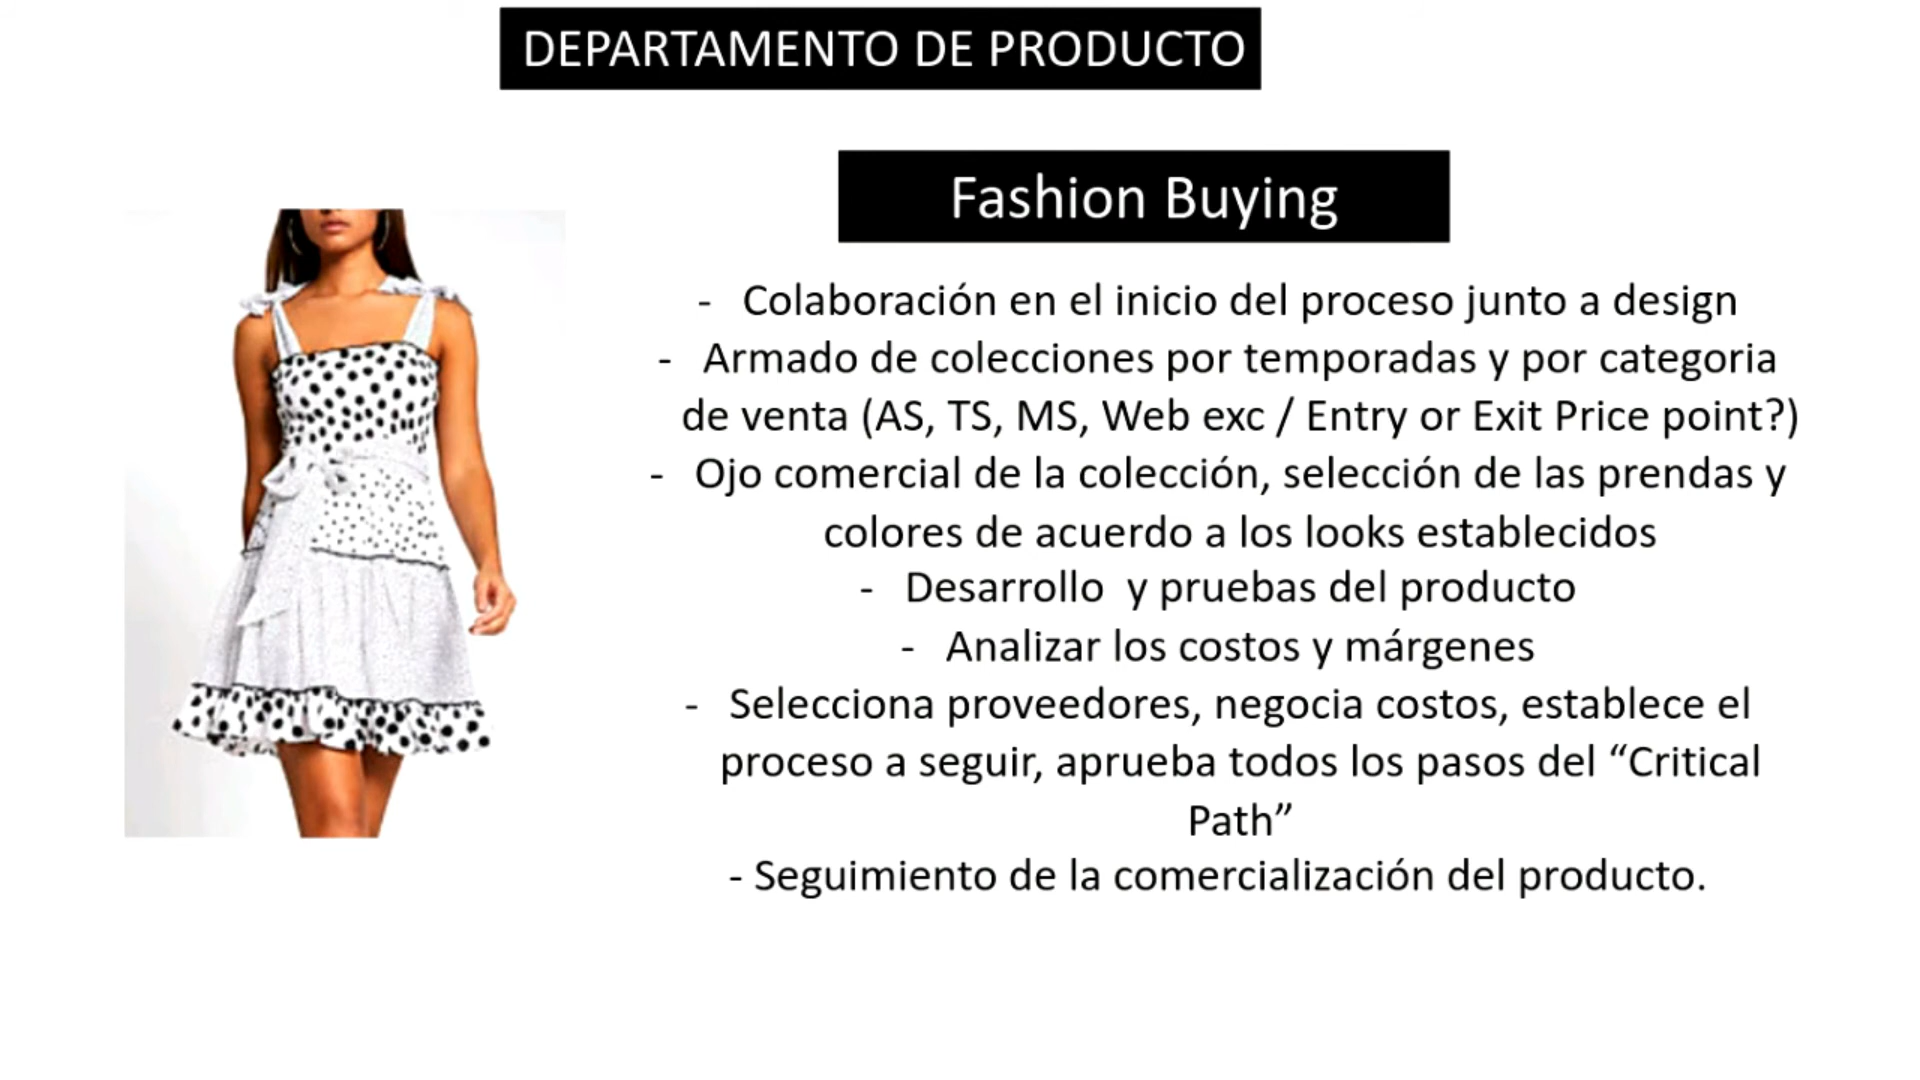 DEPARTAMENTO DE PRODUCTO
Fashion Buying
- Colaboración en el inicio del proceso junto a design
- Armado de colecciones por temporadas y por categoria
de venta (AS, TS, MS, Web exc / Entry or Exit Price point?)
- Ojo comercial de la colección, selección de las prendas y
colores de acuerdo a los looks establecidos
- Desarrollo y pruebas del producto
- Analizar los costos y márgenes
- Selecciona proveedores, negocia costos, establece el
proceso a seguir, aprueba todos los pasos del “Critical
Path”
- Seguimiento de la comercialización del producto.